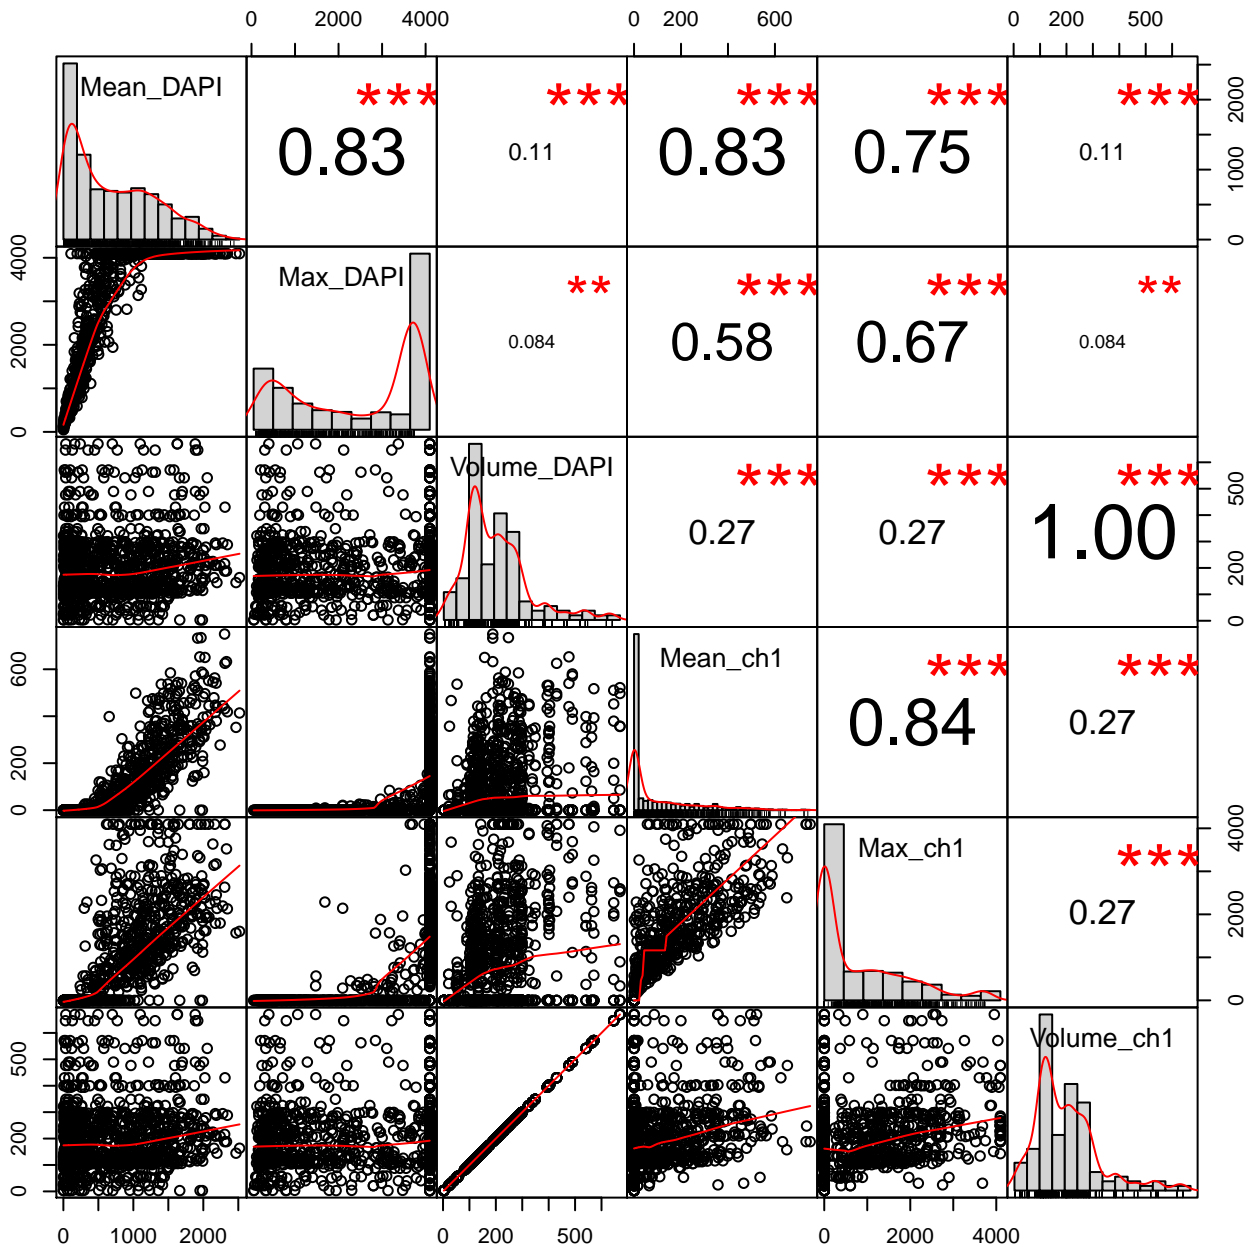 0 2000 4000 0 200 600 0 200 500
Mean_DAPI *** 0.83 *** 0.11 *** 0.83 *** 0.75 *** 0.11 0 1000 2000
0 2000 4000 Max_DAPI ** 0.084 *** 0.58 *** 0.67 ** 0.084
Volume_DAPI *** 0.27 *** 0.27 *** 1.00 0 200 500
0 200 600 Mean_ch1 *** 0.84 *** 0.27
Max_ch1 *** 0.27 0 2000 4000
0 200 500 Volume_ch1
0 1000 2000 0 200 500 0 2000 4000